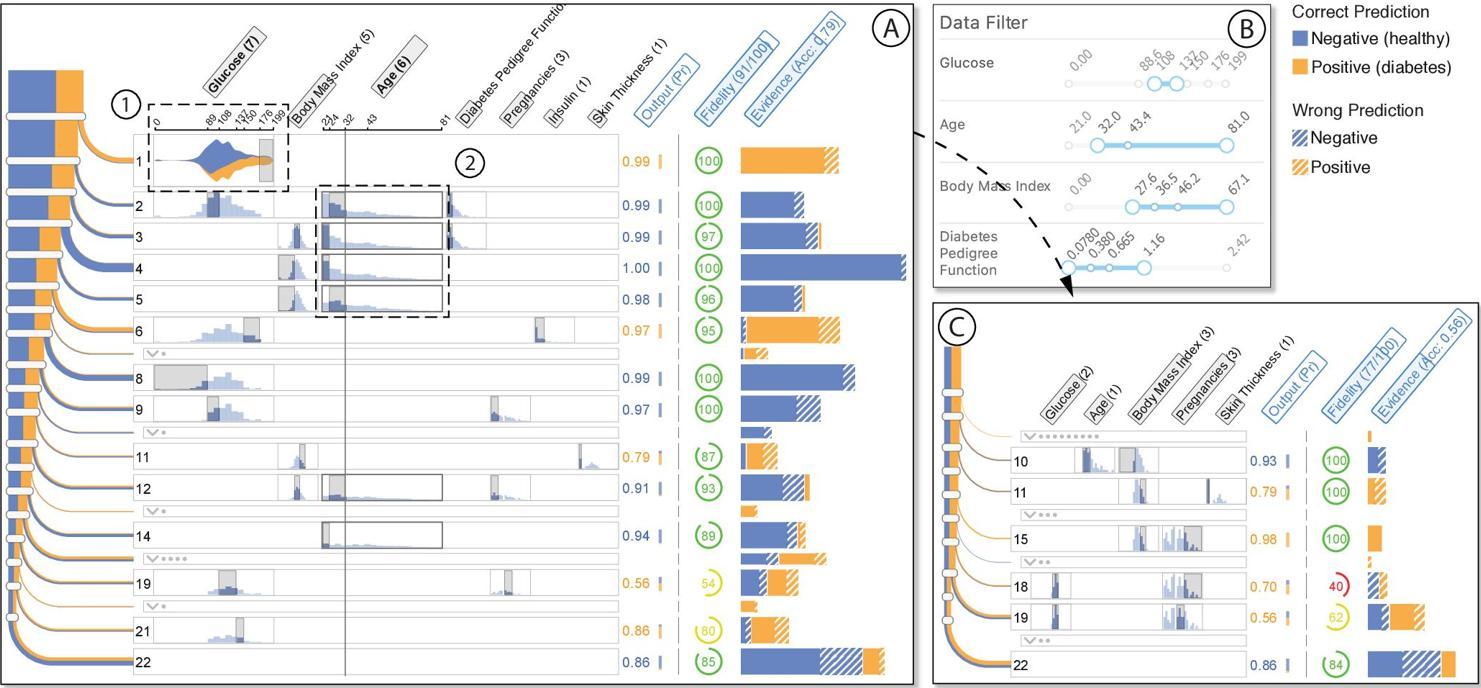 A
Glucose (7)
Body Mass Index (5)
Age (6)
Diabetes Pedigree Functio
Pregnancies (3)
Insulin (1)
Skin Thickness (1)
Output (Pr)
Fidelity (91/100)
Evidence (Acc: 0.79)
1
0 89 108 137 150 176 199
21 24 32 43 81
2
1 0.99 100
2 0.99 100
3 0.99 97
4 1.00 100
5 0.98 96
6 0.97 95
8 0.99 100
9 0.97 100
11 0.79 87
12 0.91 93
14 0.94 89
19 0.56 54
21 0.86 80
22 0.86 85
B
Data Filter
Glucose
0.00 88.6 108 137 150 176 199
Age
21.0 32.0 43.4 81.0
Body Mass Index
0.00 27.6 36.5 46.2 67.1
Diabetes
Pedigree
Function
0.0780 0.380 0.665 1.16 2.42
Correct Prediction
Negative (healthy)
Positive (diabetes)
Wrong Prediction
Negative
Positive
C
Glucose (2)
Age (1)
Body Mass Index (3)
Pregnancies (3)
Skin Thickness (1)
Output (Pr)
Fidelity (77/100)
Evidence (Acc: 0.56)
10 0.93 100
11 0.79 100
15 0.98 100
18 0.70 40
19 0.56 62
22 0.86 84